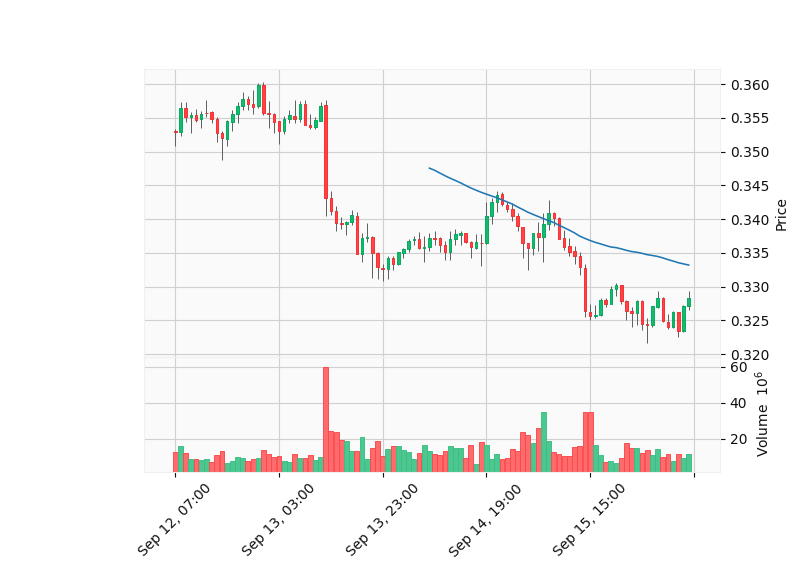 0.360
0.355
0.350
0.345
0.340
0.335
0.330
0.325
0.320
Price
60
40
20
Volume 10^6
Sep 12, 07:00
Sep 13, 03:00
Sep 13, 23:00
Sep 14, 19:00
Sep 15, 15:00